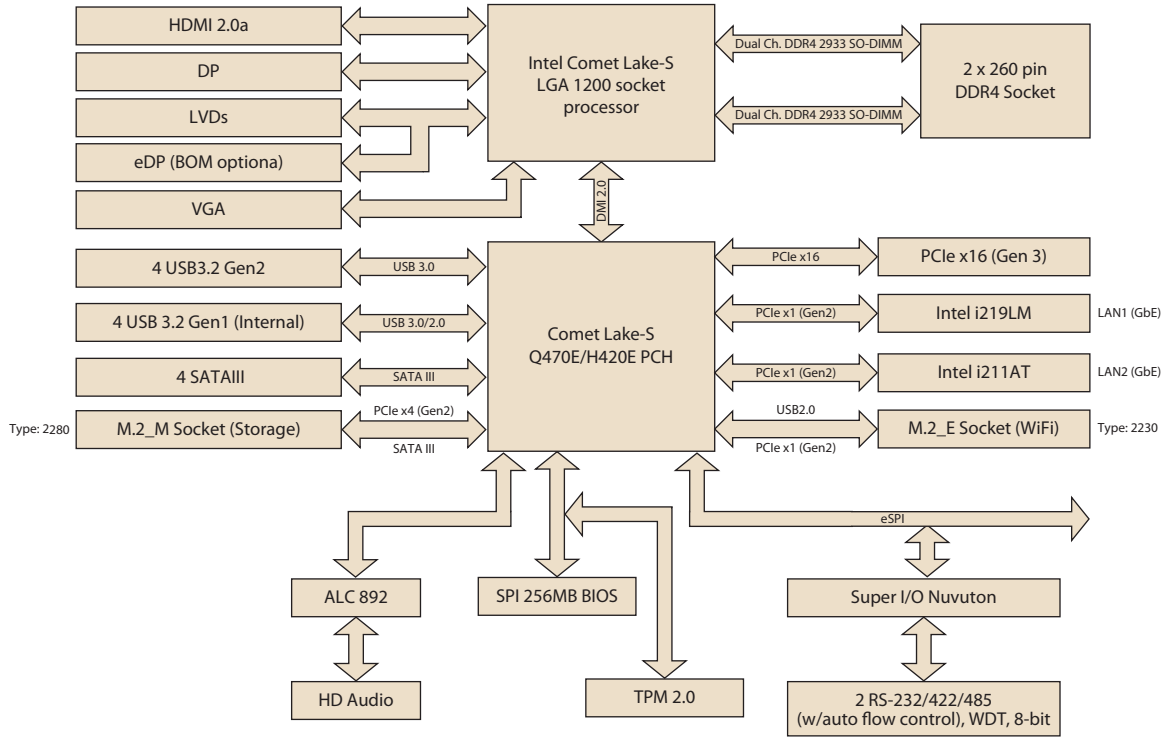 HDMI 2.0a
DP
LVDs
eDP (BOM optiona)
VGA
Intel Comet Lake-S
LGA 1200 socket
processor
Dual Ch. DDR4 2933 SO-DIMM
Dual Ch. DDR4 2933 SO-DIMM
2 x 260 pin
DDR4 Socket
DMI 2.0
4 USB3.2 Gen2
USB 3.0
4 USB 3.2 Gen1 (Internal)
USB 3.0/2.0
4 SATAIII
SATA III
Type: 2280
M.2_M Socket (Storage)
PCIe x4 (Gen2)
SATA III
Comet Lake-S
Q470E/H420E PCH
PCIe x16
PCIe x16 (Gen 3)
PCIe x1 (Gen2)
Intel i219LM
LAN1 (GbE)
PCIe x1 (Gen2)
Intel i211AT
LAN2 (GbE)
USB2.0
PCIe x1 (Gen2)
M.2_E Socket (WiFi)
Type: 2230
eSPI
ALC 892
SPI 256MB BIOS
Super I/O Nuvuton
HD Audio
TPM 2.0
2 RS-232/422/485
(w/auto flow control), WDT, 8-bit